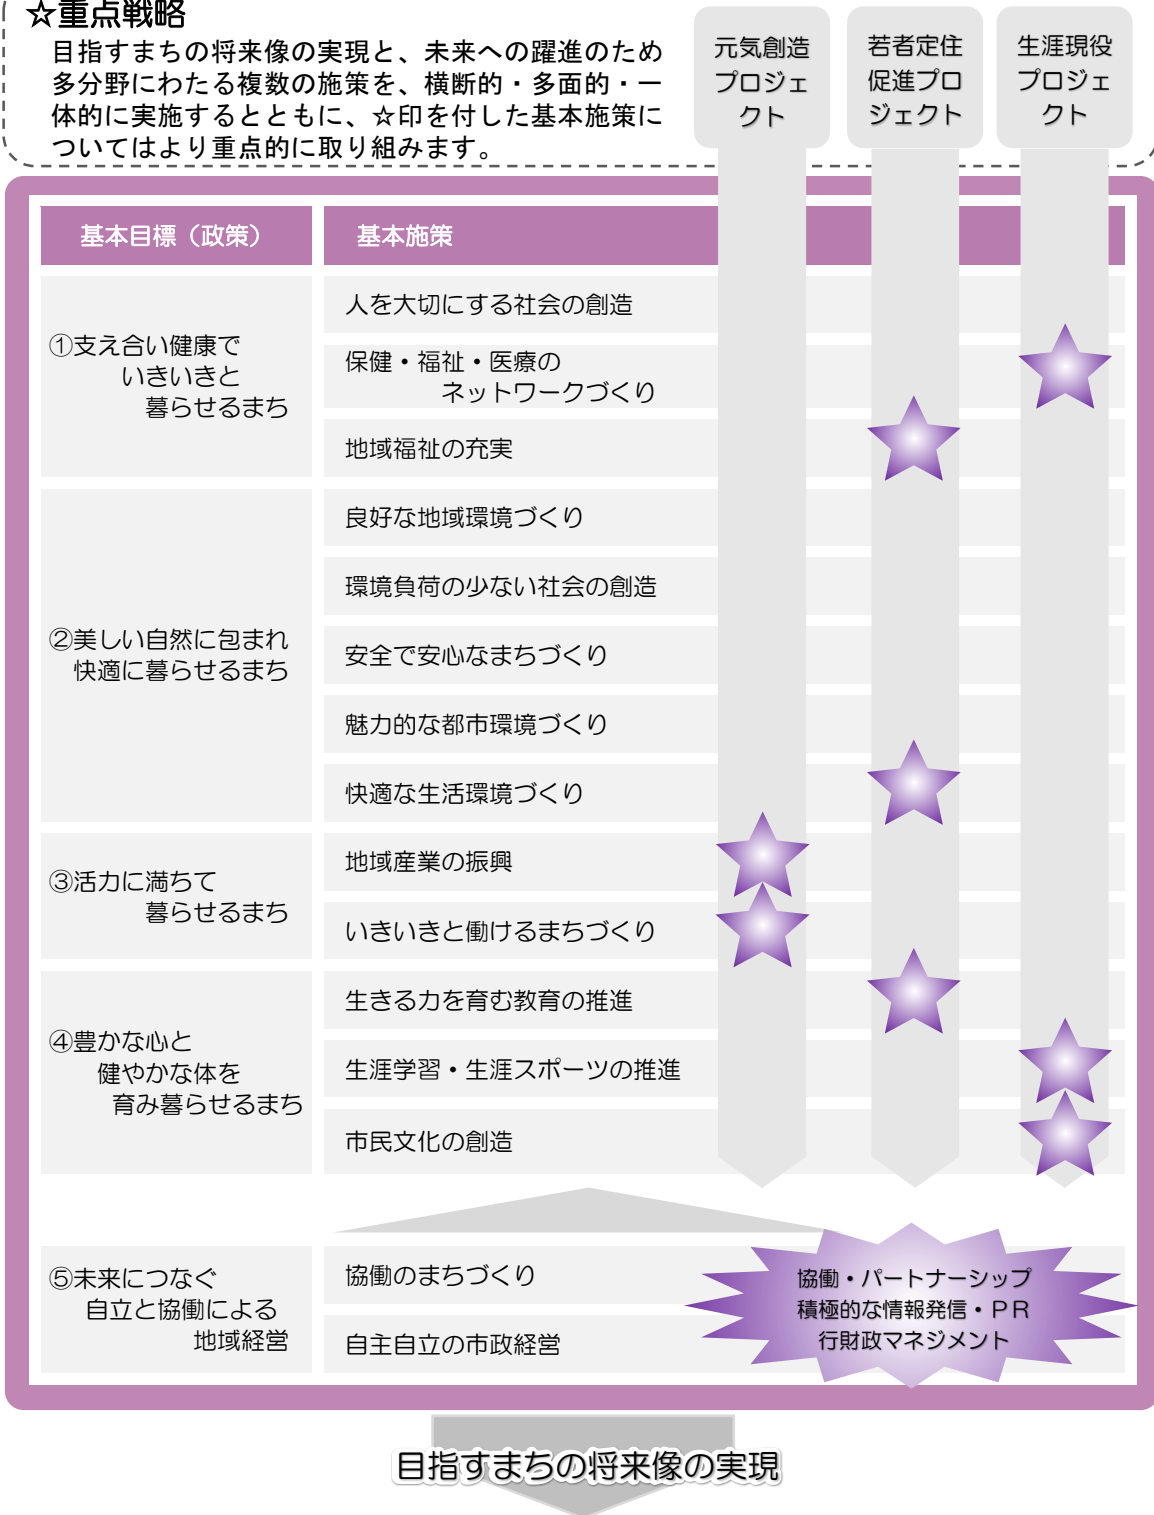 ☆重点戦略
目指すまちの将来像の実現と、未来への躍進のため
多分野にわたる複数の施策を、横断的・多面的・一
体的に実施するとともに、☆印を付した基本施策に
ついてはより重点的に取り組みます。
元気創造
プロジェ
クト
若者定住
促進プロ
ジェクト
生涯現役
プロジェ
クト
基本目標（政策）
基本施策
①支え合い健康で
いきいきと
暮らせるまち
人を大切にする社会の創造
保健・福祉・医療の
ネットワークづくり
地域福祉の充実
②美しい自然に包まれ
快適に暮らせるまち
良好な地域環境づくり
環境負荷の少ない社会の創造
安全で安心なまちづくり
魅力的な都市環境づくり
快適な生活環境づくり
③活力に満ちて
暮らせるまち
地域産業の振興
いきいきと働けるまちづくり
④豊かな心と
健やかな体を
育み暮らせるまち
生きる力を育む教育の推進
生涯学習・生涯スポーツの推進
市民文化の創造
⑤未来につなぐ
自立と協働による
地域経営
協働のまちづくり
自主自立の市政経営
協働・パートナーシップ
積極的な情報発信・ＰＲ
行財政マネジメント
目指すまちの将来像の実現